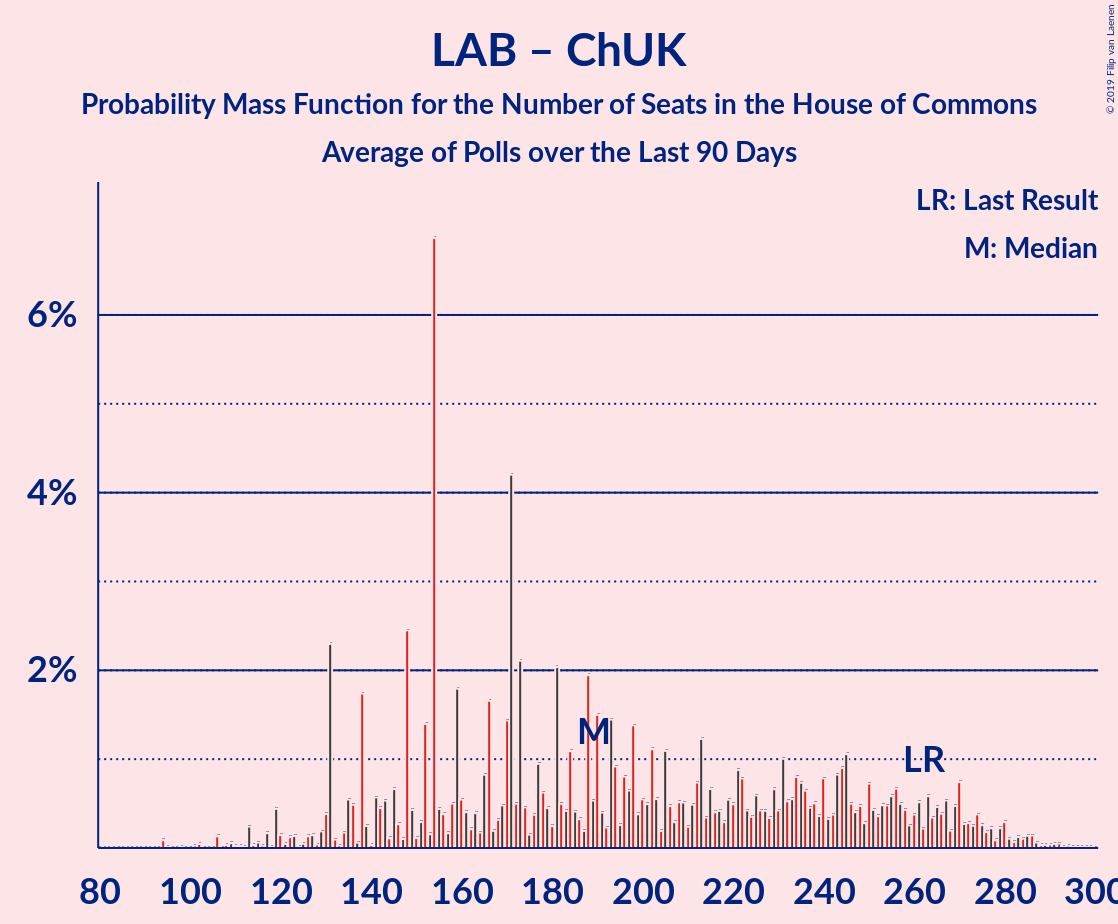 LAB – ChUK
Probability Mass Function for the Number of Seats in the House of Commons
Average of Polls over the Last 90 Days
© 2019 Filip van Laenen
LR: Last Result
M: Median
6%
4%
2%
M
LR
80 100 120 140 160 180 200 220 240 260 280 300